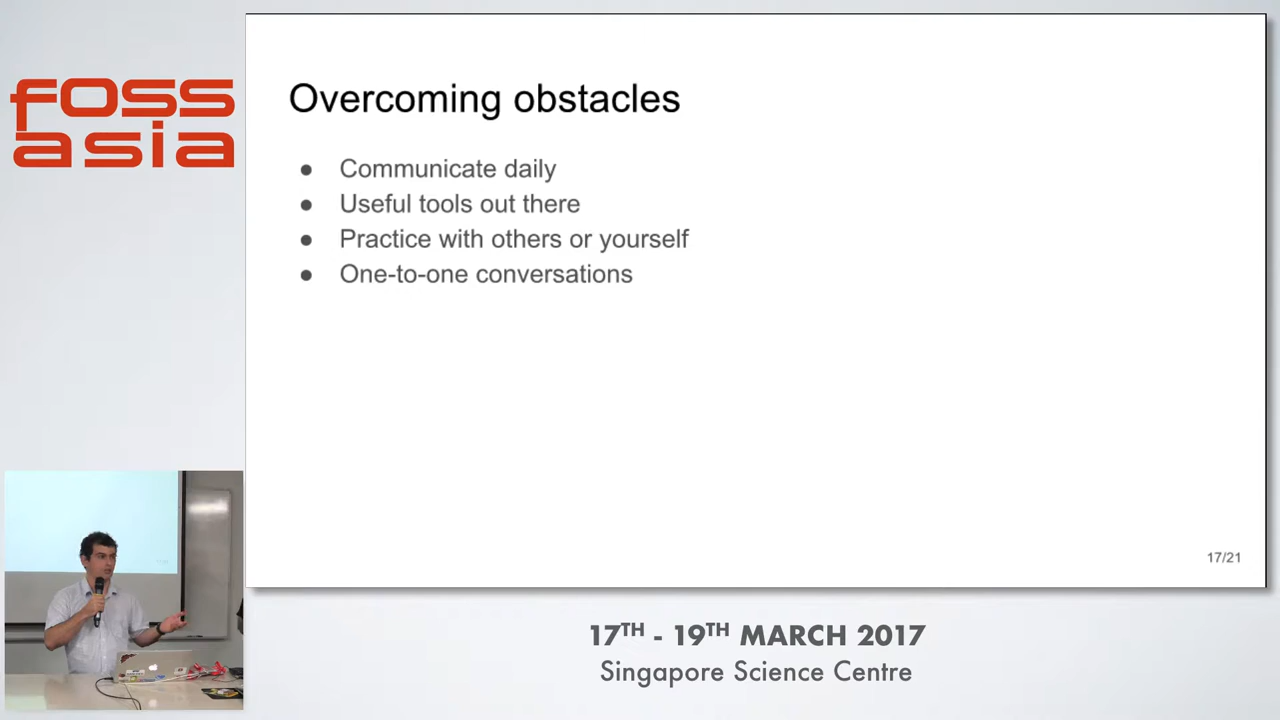 foss
asia
Overcoming obstacles
● Communicate daily
● Useful tools out there
● Practice with others or yourself
● One-to-one conversations
17/21
17TH - 19TH MARCH 2017
Singapore Science Centre